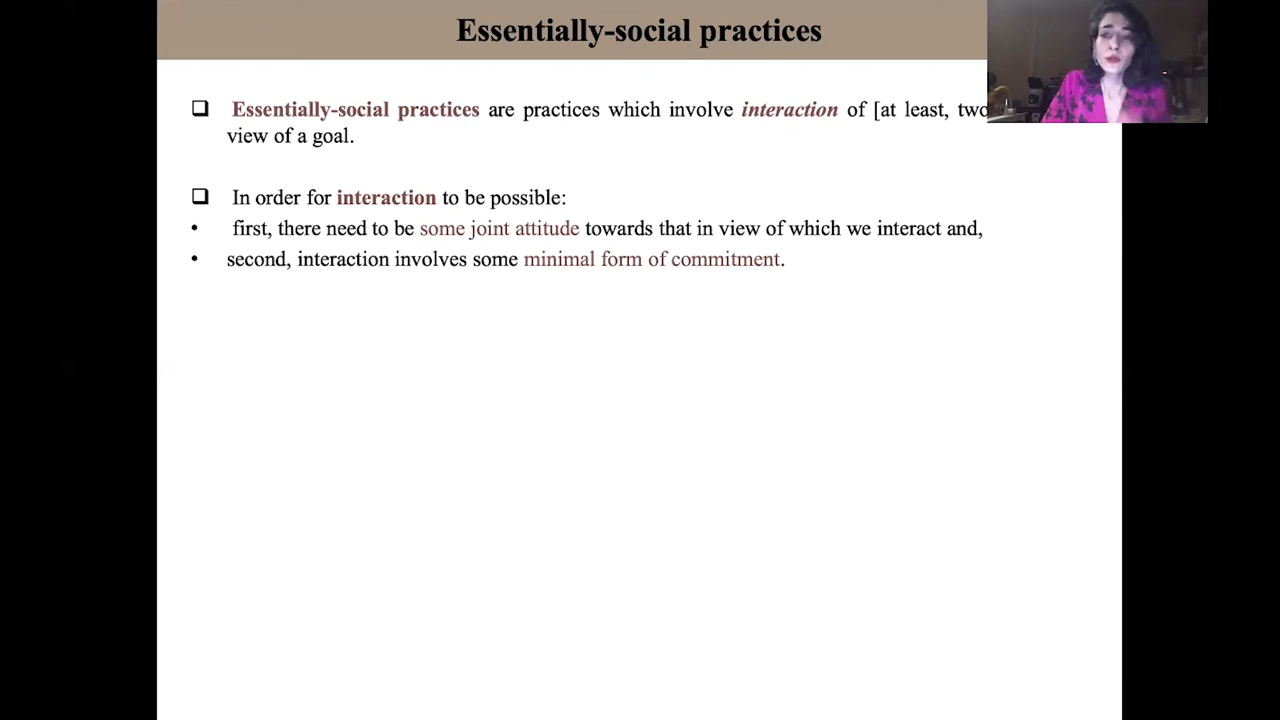 Essentially-social practices
❑ Essentially-social practices are practices which involve interaction of [at least, two
view of a goal.
❑ In order for interaction to be possible:
• first, there need to be some joint attitude towards that in view of which we interact and,
• second, interaction involves some minimal form of commitment.